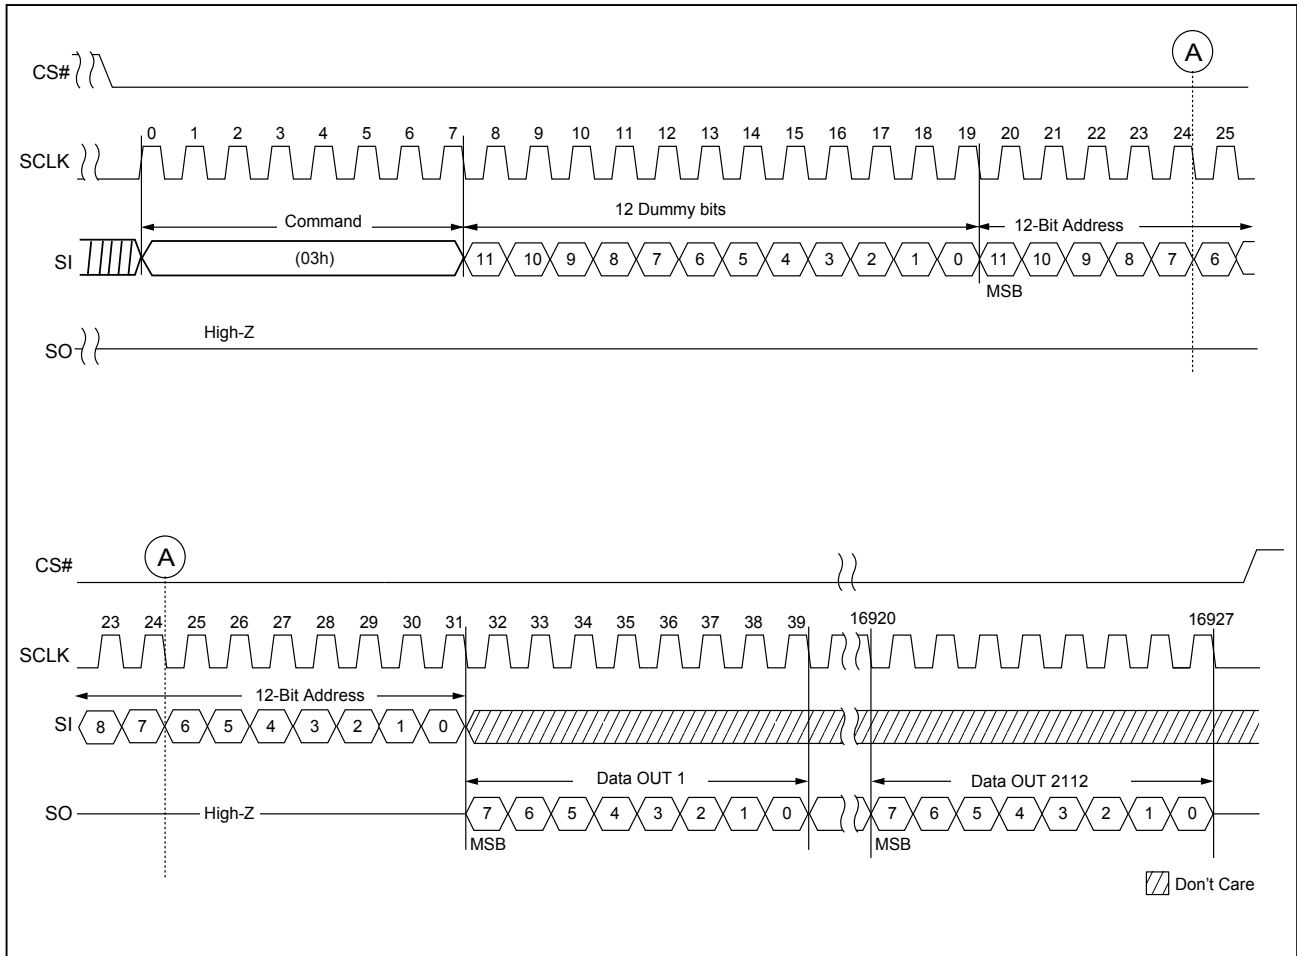 A
CS#
0 1 2 3 4 5 6 7 8 9 10 11 12 13 14 15 16 17 18 19 20 21 22 23 24 25
SCLK
Command 12 Dummy bits 12-Bit Address
SI (03h) 11 10 9 8 7 6 5 4 3 2 1 0 11 10 9 8 7 6
MSB
High-Z
SO
A
CS#
23 24 25 26 27 28 29 30 31 32 33 34 35 36 37 38 39 16920 16927
SCLK
12-Bit Address
SI 8 7 6 5 4 3 2 1 0
Data OUT 1 Data OUT 2112
SO High-Z 7 6 5 4 3 2 1 0 7 6 5 4 3 2 1 0
MSB MSB
Don't Care